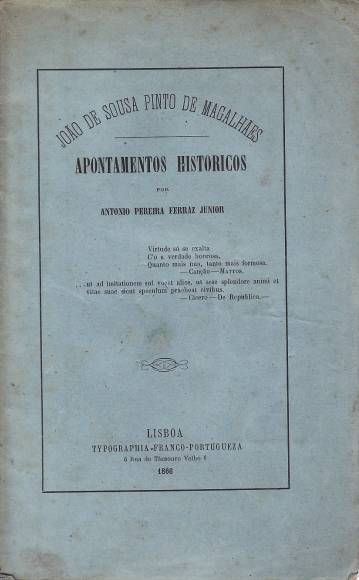 JOÃO DE SOUSA PINTO DE MAGALHAES
APONTAMENTOS HISTORICOS
POR
ANTONIO PEREIRA FERRAZ JUNIOR
Virtude só se exalta
C'o a verdade honrosa,
Quanto mais nua, tanto mais formosa.
—Canção—MATTOS.
...ut ad imitationem sui vocet alios, ut sese splendore animi et
vitae suae sicut speculum praebeat civibus.
—Cicero—De Republica.—
LISBOA
TYPOGRAPHIA-FRANCO-PORTUGUEZA
6 Rua do Thesouro Velho 6
1866